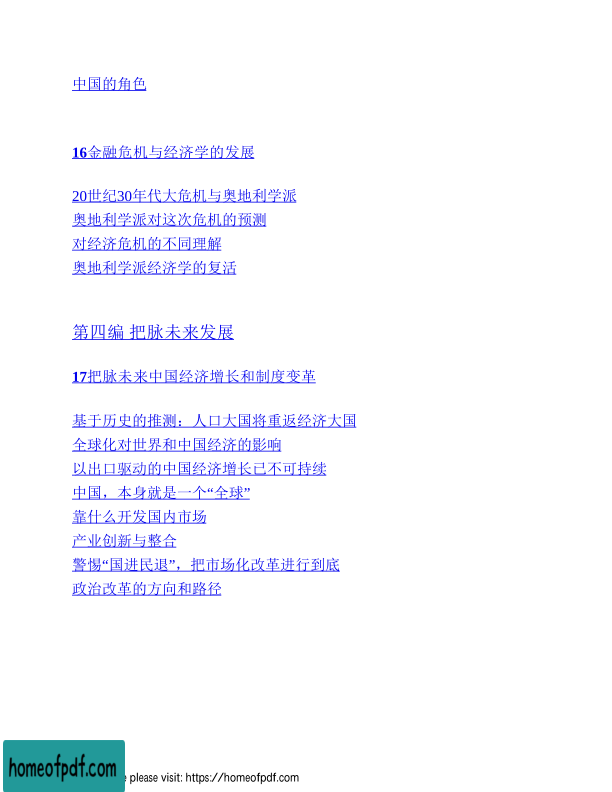 中国的角色
16金融危机与经济学的发展
20世纪30年代大危机与奥地利学派
奥地利学派对这次危机的预测
对经济危机的不同理解
奥地利学派经济学的复活
第四编 把脉未来发展
17把脉未来中国经济增长和制度变革
基于历史的推测：人口大国将重返经济大国
全球化对世界和中国经济的影响
以出口驱动的中国经济增长已不可持续
中国，本身就是一个“全球”
靠什么开发国内市场
产业创新与整合
警惕“国进民退”，把市场化改革进行到底
政治改革的方向和路径
homeofpdf.com
please visit: https://homeofpdf.com